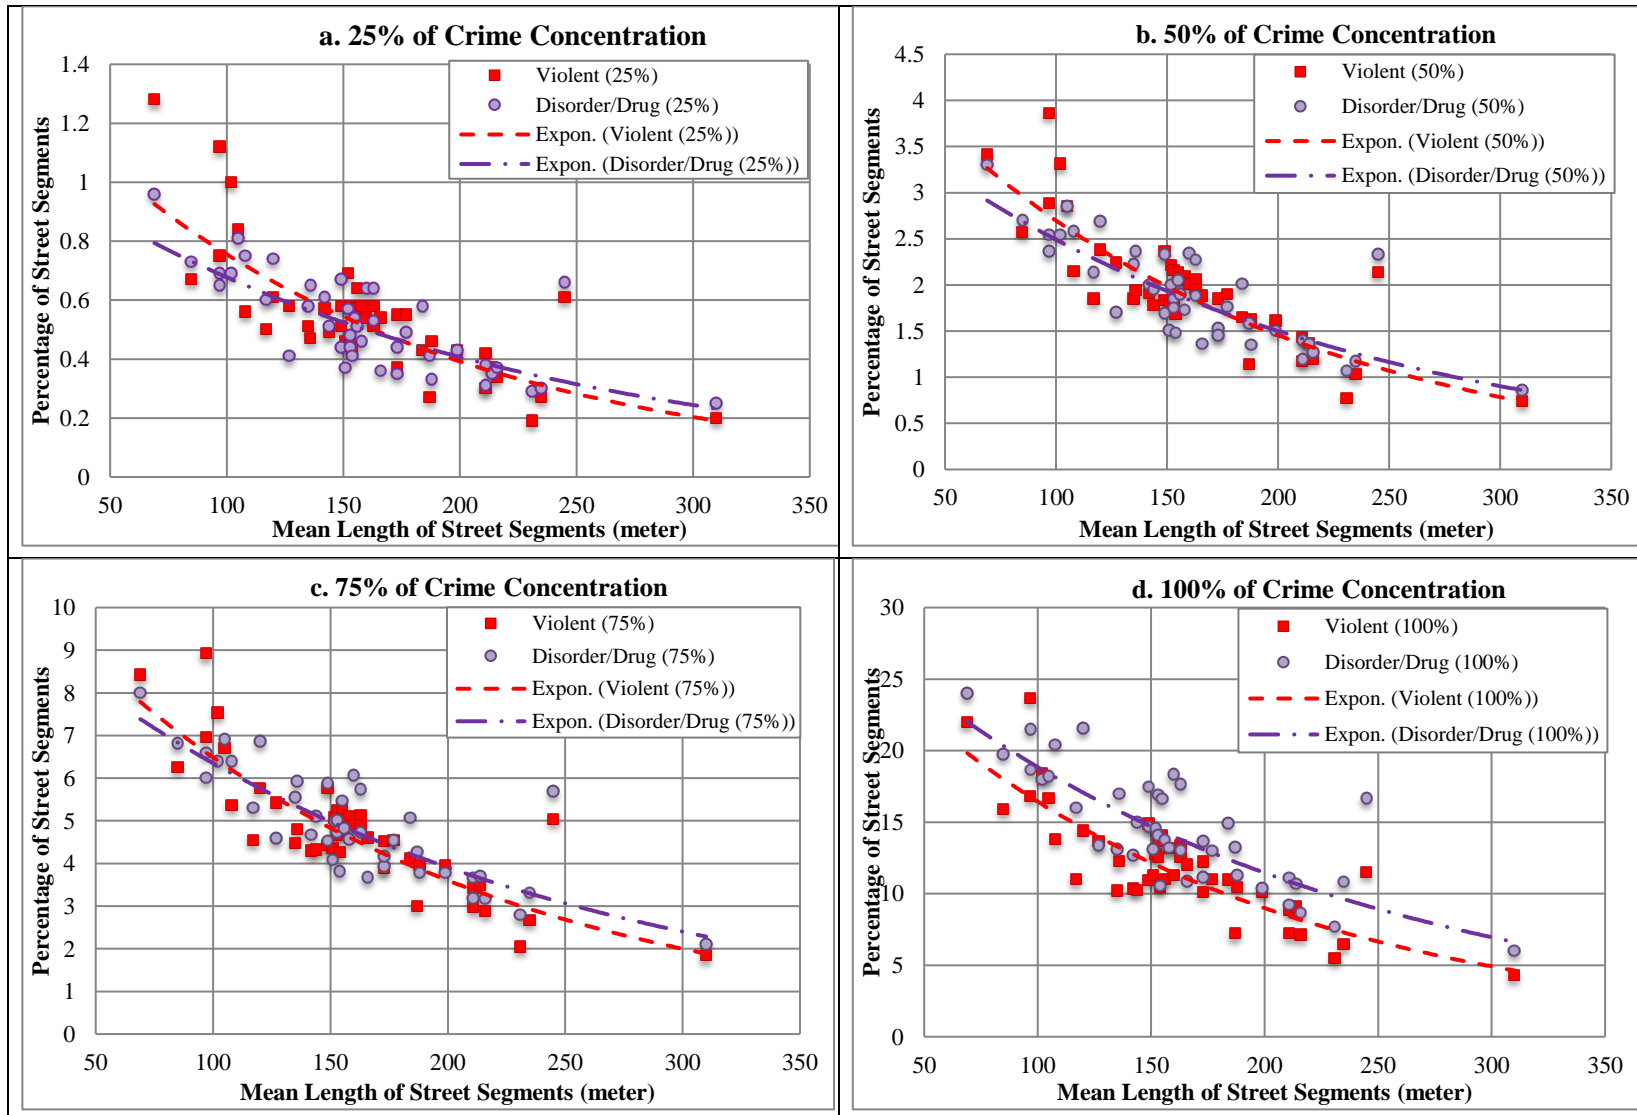 a. 25% of Crime Concentration
Percentage of Street Segments
1.4
1.2
1
0.8
0.6
0.4
0.2
0
Violent (25%)
Disorder/Drug (25%)
Expon. (Violent (25%))
Expon. (Disorder/Drug (25%))
50 100 150 200 250 300 350
Mean Length of Street Segments (meter)
b. 50% of Crime Concentration
Percentage of Street Segments
4.5
4
3.5
3
2.5
2
1.5
1
0.5
0
Violent (50%)
Disorder/Drug (50%)
Expon. (Violent (50%))
Expon. (Disorder/Drug (50%))
50 100 150 200 250 300 350
Mean Length of Street Segments (meter)
c. 75% of Crime Concentration
Percentage of Street Segments
10
9
8
7
6
5
4
3
2
1
0
Violent (75%)
Disorder/Drug (75%)
Expon. (Violent (75%))
Expon. (Disorder/Drug (75%))
50 100 150 200 250 300 350
Mean Length of Street Segments (meter)
d. 100% of Crime Concentration
Percentage of Street Segments
30
25
20
15
10
5
0
Violent (100%)
Disorder/Drug (100%)
Expon. (Violent (100%))
Expon. (Disorder/Drug (100%))
50 100 150 200 250 300 350
Mean Length of Street Segments (meter)